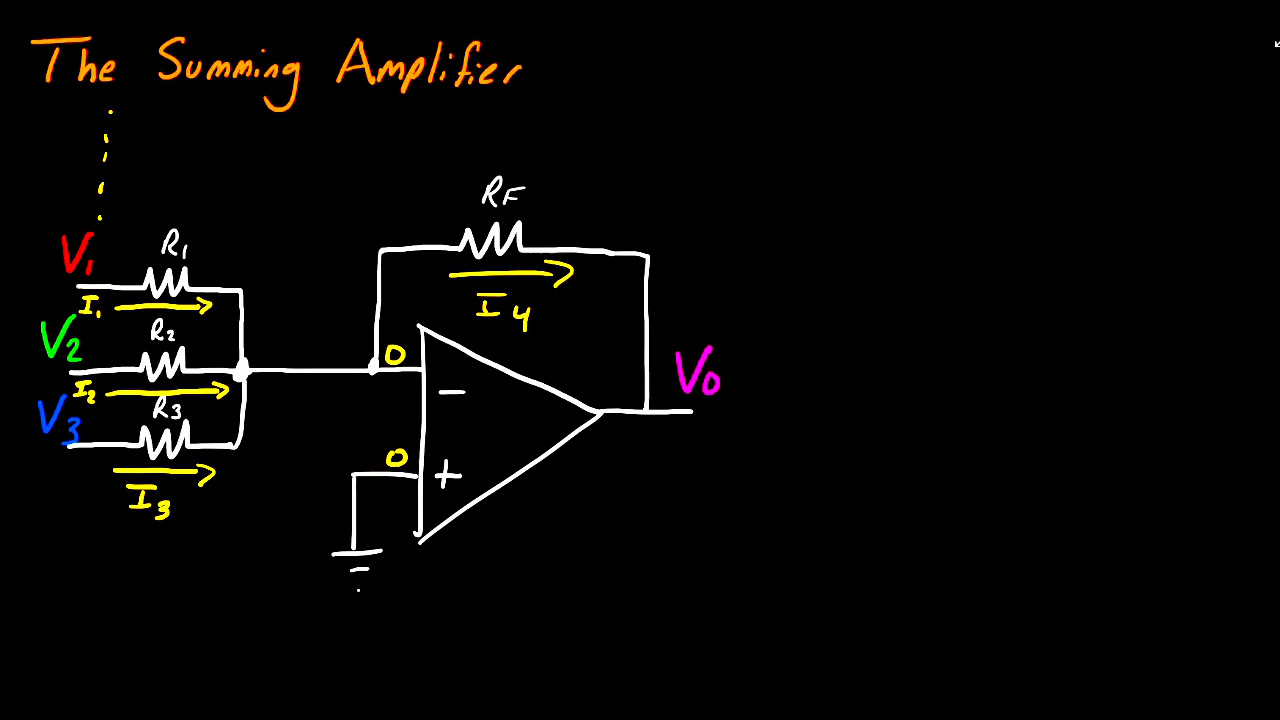 The Summing Amplifier
RF
R1
V1
I1
I4
V2
R2
0
I2
V0
V3
R3
-
0
+
I3